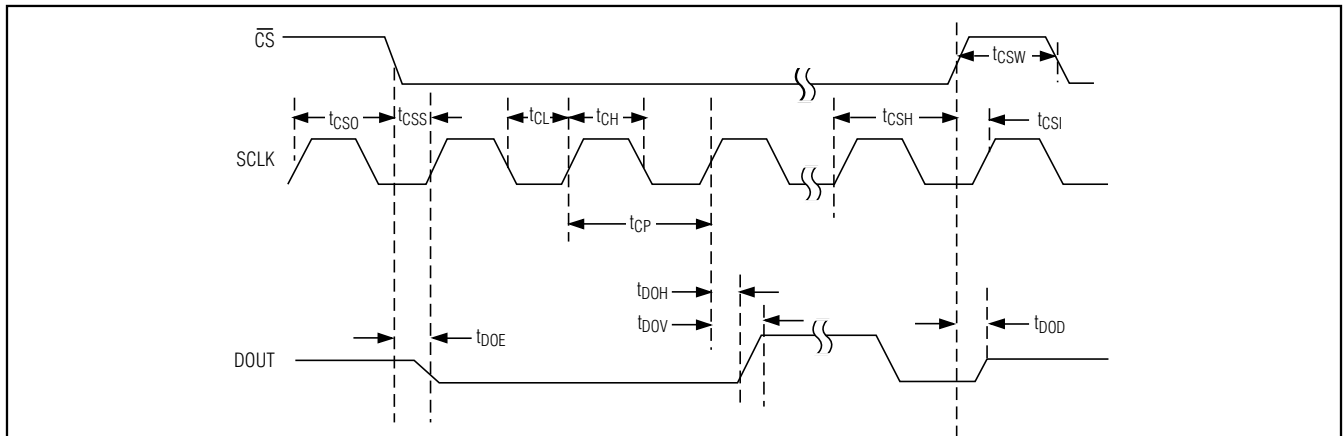 CS
tCSW
tCSO
tCSS
tCL
tCH
tCSH
tCSI
SCLK
tCP
tDOH
tDOV
tDOE
tDOD
DOUT